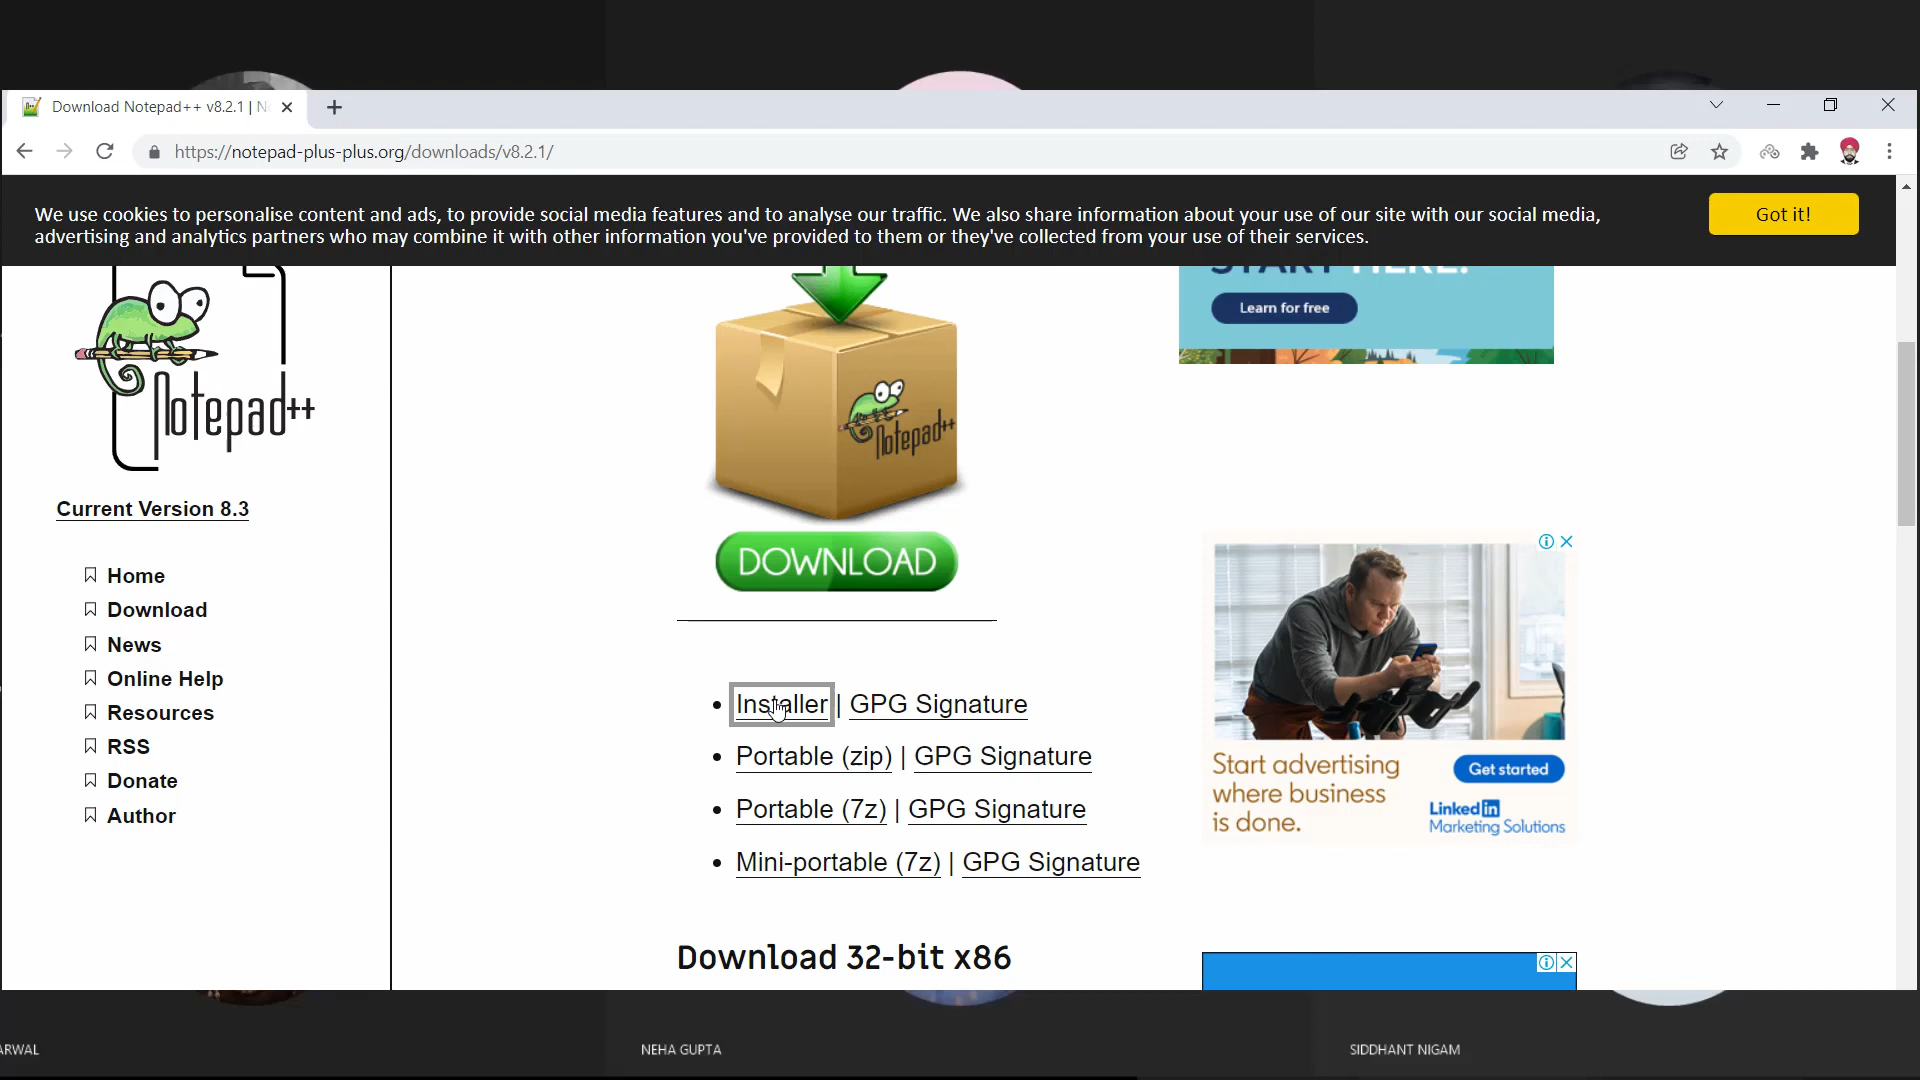 Download Notepad++ v8.2.1 | N
https://notepad-plus-plus.org/downloads/v8.2.1/
We use cookies to personalise content and ads, to provide social media features and to analyse our traffic. We also share information about your use of our site with our social media,
advertising and analytics partners who may combine it with other information you've provided to them or they've collected from your use of their services.
Got it!
START HERE.
Learn for free
Notepad++
Notepad++
DOWNLOAD
Current Version 8.3
Home
Download
News
Online Help
Resources
RSS
Donate
Author
Installer | GPG Signature
Portable (zip) | GPG Signature
Portable (7z) | GPG Signature
Mini-portable (7z) | GPG Signature
Download 32-bit x86
Start advertising
where business
is done.
Get started
Linked in
Marketing Solutions
ARWAL
NEHA GUPTA
SIDDHANT NIGAM